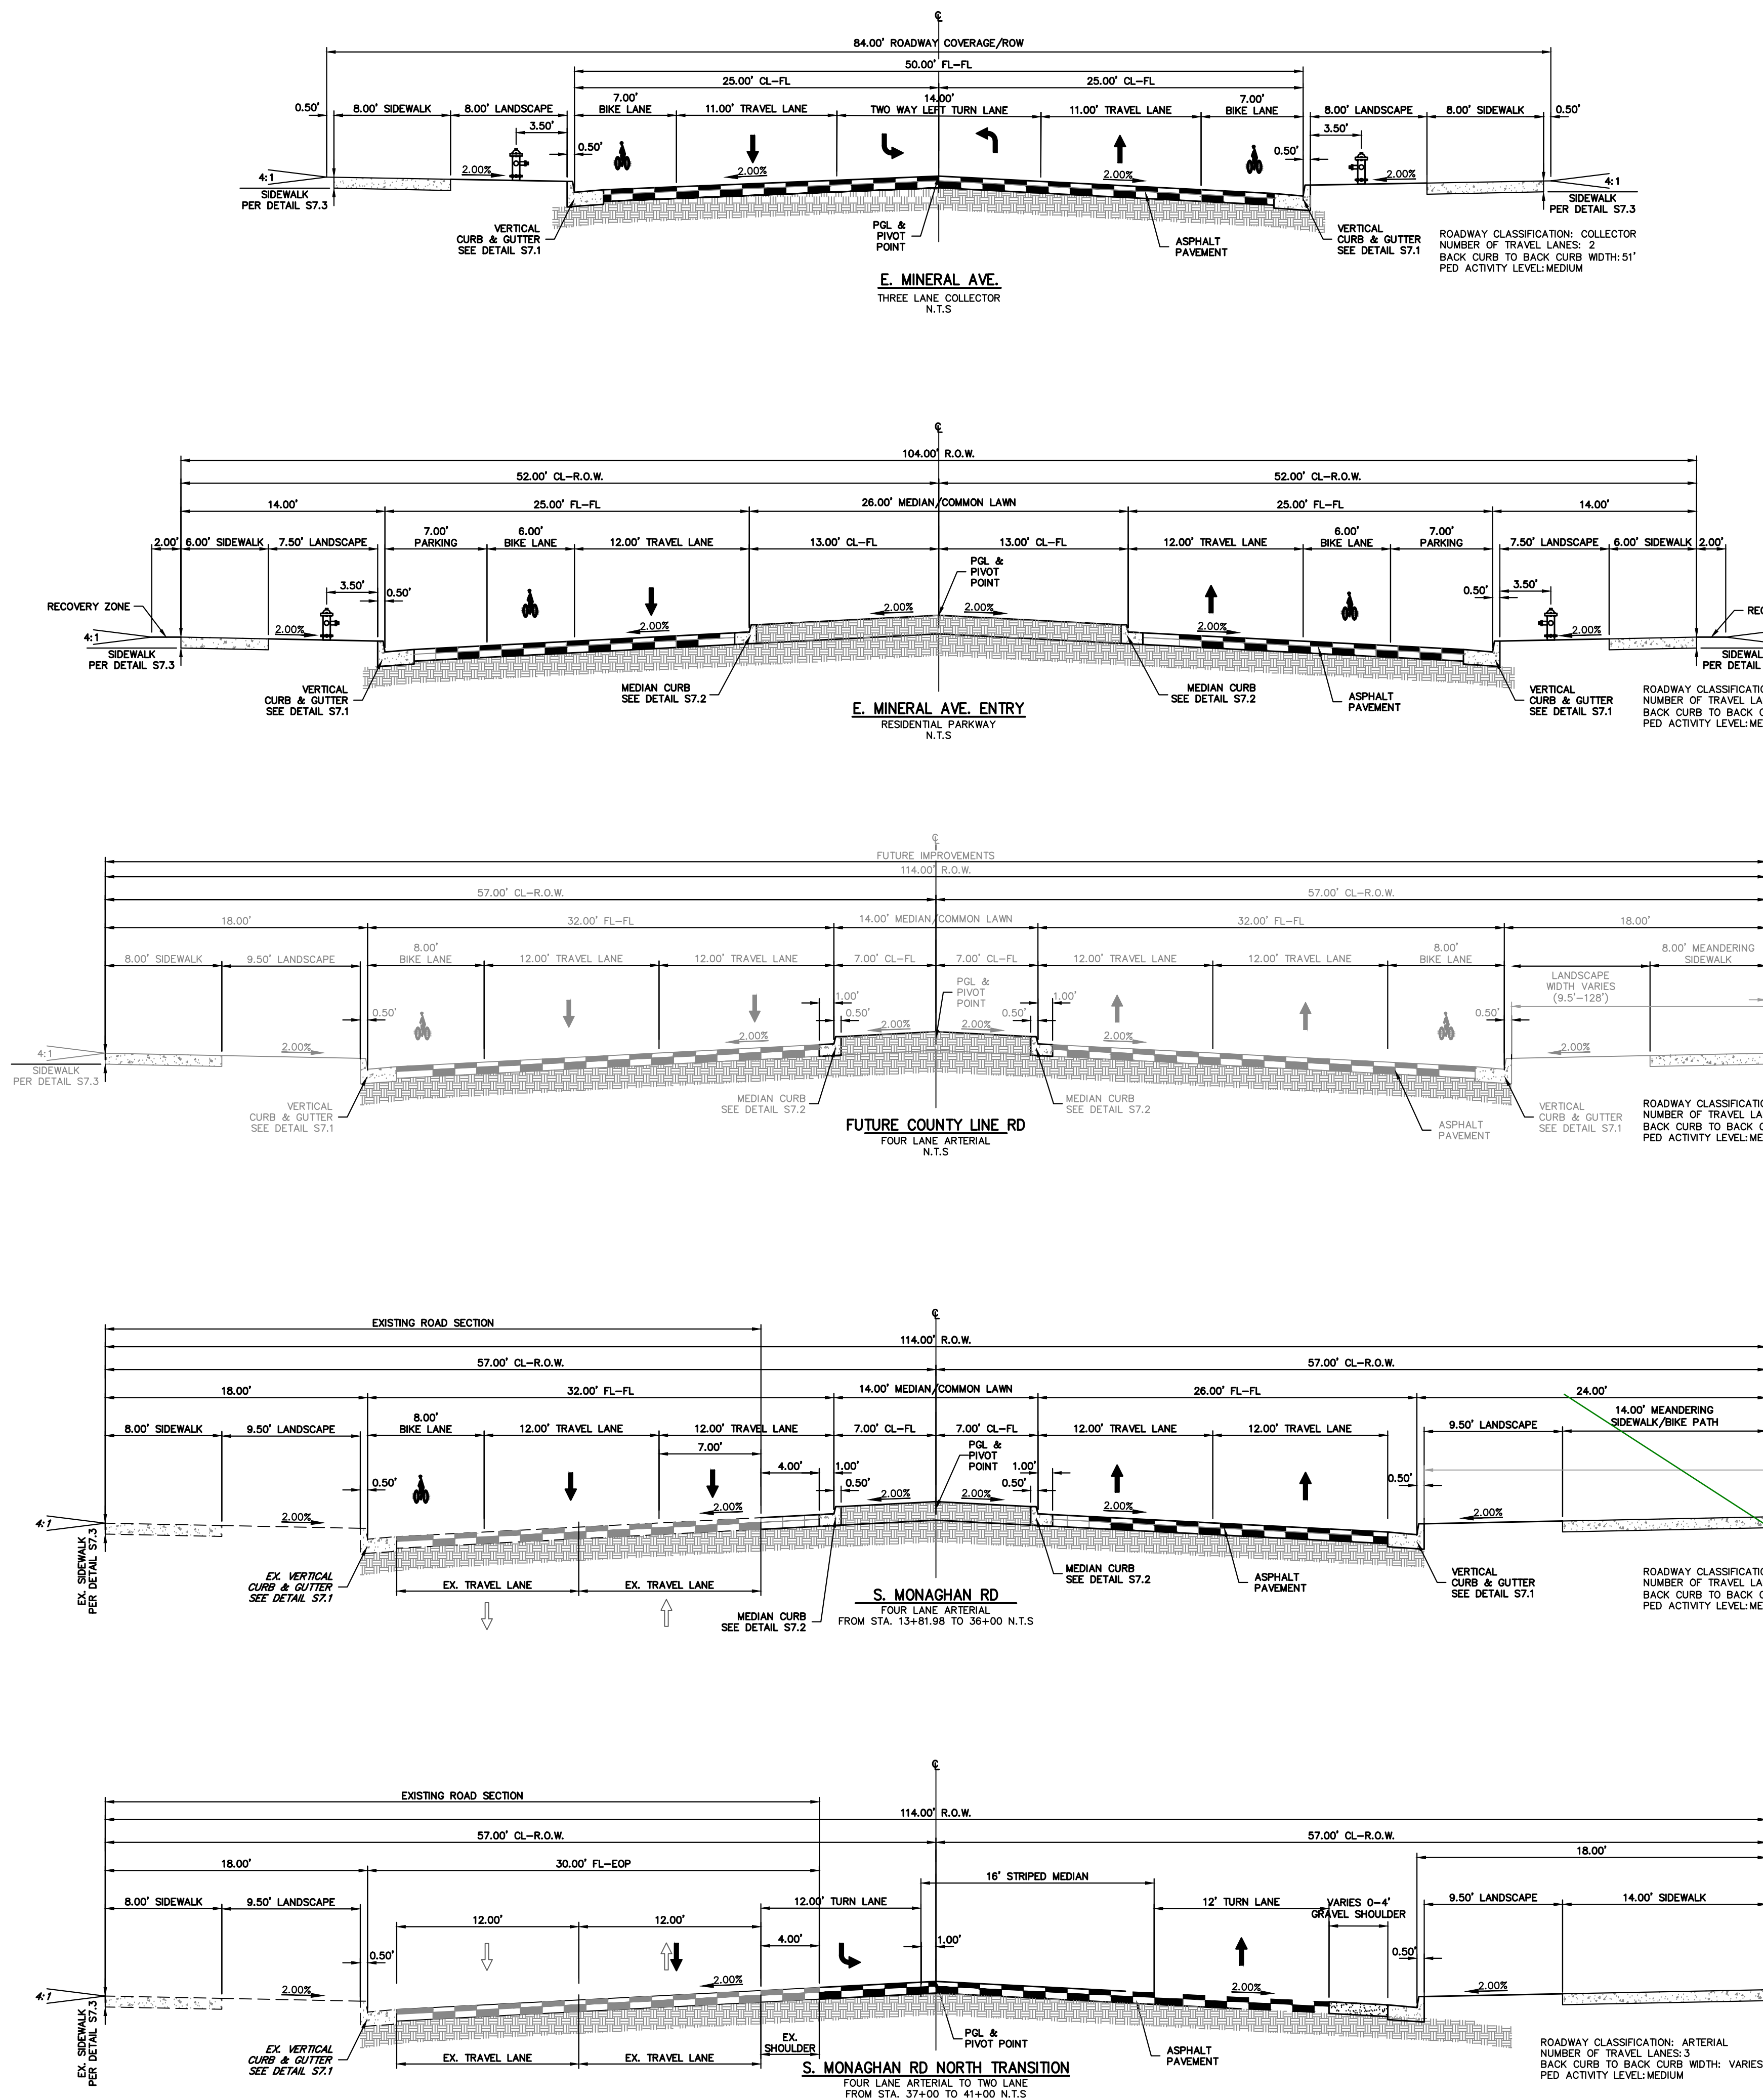 ℄
84.00' ROADWAY COVERAGE/ROW
50.00' FL-FL
25.00' CL-FL 25.00' CL-FL
0.50' 8.00' SIDEWALK 8.00' LANDSCAPE 7.00' BIKE LANE 11.00' TRAVEL LANE 14.00' TWO WAY LEFT TURN LANE 11.00' TRAVEL LANE 7.00' BIKE LANE 8.00' LANDSCAPE 8.00' SIDEWALK 0.50'
3.50' 0.50' 0.50' 3.50'
4:1 2.00% 2.00% 2.00% 2.00% 4:1
SIDEWALK
PER DETAIL S7.3
VERTICAL
CURB & GUTTER
SEE DETAIL S7.1
PGL &
PIVOT
POINT
ASPHALT
PAVEMENT
VERTICAL
CURB & GUTTER
SEE DETAIL S7.1
SIDEWALK
PER DETAIL S7.3
ROADWAY CLASSIFICATION: COLLECTOR
NUMBER OF TRAVEL LANES: 2
BACK CURB TO BACK CURB WIDTH: 51'
PED ACTIVITY LEVEL: MEDIUM
E. MINERAL AVE.
THREE LANE COLLECTOR
N.T.S
℄
104.00' R.O.W.
52.00' CL-R.O.W. 52.00' CL-R.O.W.
14.00' 25.00' FL-FL 26.00' MEDIAN/COMMON LAWN 25.00' FL-FL 14.00'
2.00' 6.00' SIDEWALK 7.50' LANDSCAPE 7.00' PARKING 6.00' BIKE LANE 12.00' TRAVEL LANE 13.00' CL-FL 13.00' CL-FL 12.00' TRAVEL LANE 6.00' BIKE LANE 7.00' PARKING 7.50' LANDSCAPE 6.00' SIDEWALK 2.00'
PGL &
PIVOT
POINT
3.50' 0.50' 0.50' 3.50'
RECOVERY ZONE
4:1 2.00% 2.00% 2.00% 2.00% 2.00% 2.00%
SIDEWALK
PER DETAIL S7.3
VERTICAL
CURB & GUTTER
SEE DETAIL S7.1
MEDIAN CURB
SEE DETAIL S7.2
MEDIAN CURB
SEE DETAIL S7.2
ASPHALT
PAVEMENT
VERTICAL
CURB & GUTTER
SEE DETAIL S7.1
PER DETAIL
NUMBER OF TRAVEL
BACK CURB TO BACK
PED ACTIVITY LEVEL:
E. MINERAL AVE. ENTRY
RESIDENTIAL PARKWAY
N.T.S
℄
FUTURE IMPROVEMENTS
114.00' R.O.W.
57.00' CL-R.O.W. 57.00' CL-R.O.W.
18.00' 32.00' FL-FL 14.00' MEDIAN/COMMON LAWN 32.00' FL-FL 18.00'
8.00' SIDEWALK 9.50' LANDSCAPE 8.00' BIKE LANE 12.00' TRAVEL LANE 12.00' TRAVEL LANE 7.00' CL-FL 7.00' CL-FL 12.00' TRAVEL LANE 12.00' TRAVEL LANE 8.00' BIKE LANE 8.00' MEANDERING SIDEWALK
LANDSCAPE
WIDTH VARIES
(9.5'-128')
PGL &
PIVOT
POINT
0.50' 1.00' 0.50' 1.00' 0.50' 0.50'
4:1 2.00% 2.00% 2.00% 2.00% 2.00% 2.00%
SIDEWALK
PER DETAIL S7.3
VERTICAL
CURB & GUTTER
SEE DETAIL S7.1
MEDIAN CURB
SEE DETAIL S7.2
MEDIAN CURB
SEE DETAIL S7.2
ASPHALT
PAVEMENT
VERTICAL
CURB & GUTTER
SEE DETAIL S7.1
NUMBER OF TRAVEL
BACK CURB TO BACK
PED ACTIVITY LEVEL:
FUTURE COUNTY LINE RD
FOUR LANE ARTERIAL
N.T.S
℄
EXISTING ROAD SECTION
114.00' R.O.W.
57.00' CL-R.O.W. 57.00' CL-R.O.W.
18.00' 32.00' FL-FL 14.00' MEDIAN/COMMON LAWN 26.00' FL-FL 24.00'
8.00' SIDEWALK 9.50' LANDSCAPE 8.00' BIKE LANE 12.00' TRAVEL LANE 12.00' TRAVEL LANE 7.00' CL-FL 7.00' CL-FL 12.00' TRAVEL LANE 12.00' TRAVEL LANE 9.50' LANDSCAPE 14.00' MEANDERING SIDEWALK/BIKE PATH
7.00'
PGL &
PIVOT
POINT
0.50' 4.00' 1.00' 0.50' 1.00' 0.50' 0.50'
4:1 2.00% 2.00% 2.00% 2.00% 2.00% 2.00%
EX. SIDEWALK
PER DETAIL S7.3
EX. VERTICAL
CURB & GUTTER
SEE DETAIL S7.1
EX. TRAVEL LANE EX. TRAVEL LANE
MEDIAN CURB
SEE DETAIL S7.2
MEDIAN CURB
SEE DETAIL S7.2
ASPHALT
PAVEMENT
VERTICAL
CURB & GUTTER
SEE DETAIL S7.1
NUMBER OF TRAVEL
BACK CURB TO BACK
PED ACTIVITY LEVEL:
S. MONAGHAN RD
FOUR LANE ARTERIAL
FROM STA. 13+81.98 TO 36+00 N.T.S
℄
EXISTING ROAD SECTION
114.00' R.O.W.
57.00' CL-R.O.W. 57.00' CL-R.O.W.
18.00' 30.00' FL-EOP 18.00'
16' STRIPED MEDIAN
8.00' SIDEWALK 9.50' LANDSCAPE 12.00' TURN LANE 12' TURN LANE VARIES 0-4' GRAVEL SHOULDER 9.50' LANDSCAPE 14.00' SIDEWALK
12.00' 12.00'
0.50' 4.00' 1.00' 0.50'
4:1 2.00% 2.00% 2.00% 2.00%
EX. SIDEWALK
PER DETAIL S7.3
EX. VERTICAL
CURB & GUTTER
SEE DETAIL S7.1
EX. TRAVEL LANE EX. TRAVEL LANE
EX.
SHOULDER
PGL &
PIVOT POINT
ASPHALT
PAVEMENT
ROADWAY CLASSIFICATION: ARTERIAL
NUMBER OF TRAVEL LANES: 3
BACK CURB TO BACK CURB WIDTH: VARIES
PED ACTIVITY LEVEL: MEDIUM
S. MONAGHAN RD NORTH TRANSITION
FOUR LANE ARTERIAL TO TWO LANE
FROM STA. 37+00 TO 41+00 N.T.S